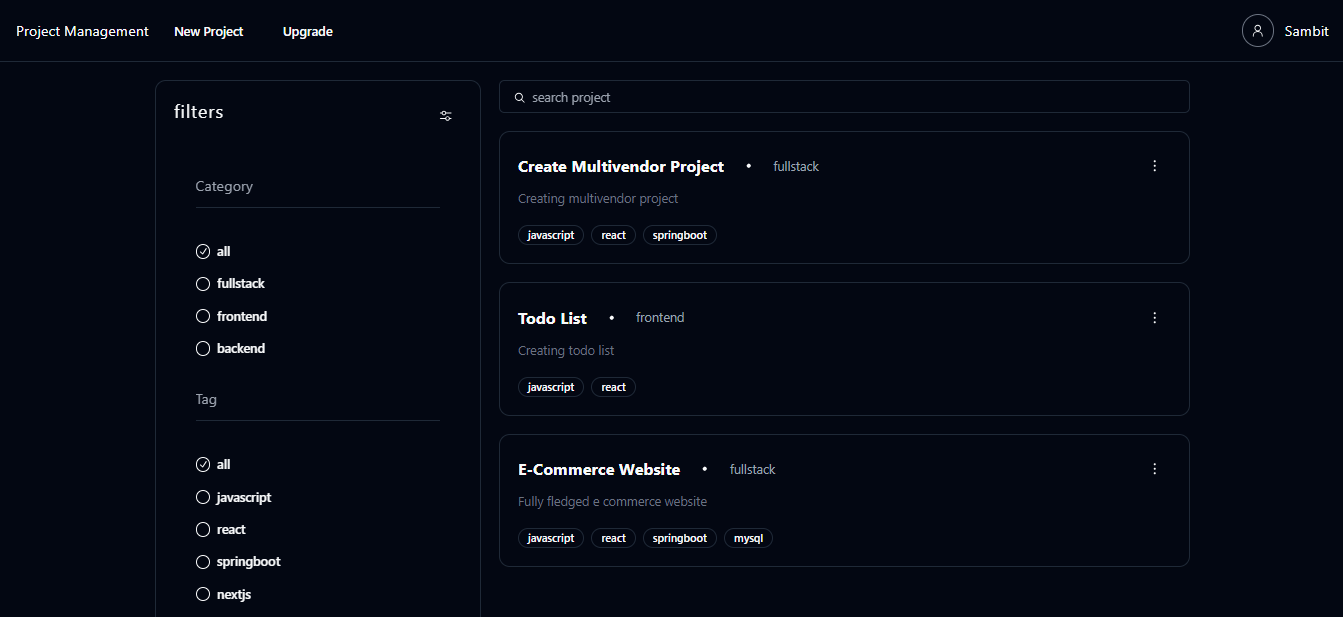 Project Management New Project Upgrade Sambit
filters
Category
all
fullstack
frontend
backend
Tag
all
javascript
react
springboot
nextjs
search project
Create Multivendor Project • fullstack
Creating multivendor project
javascript react springboot
Todo List • frontend
Creating todo list
javascript react
E-Commerce Website • fullstack
Fully fledged e commerce website
javascript react springboot mysql